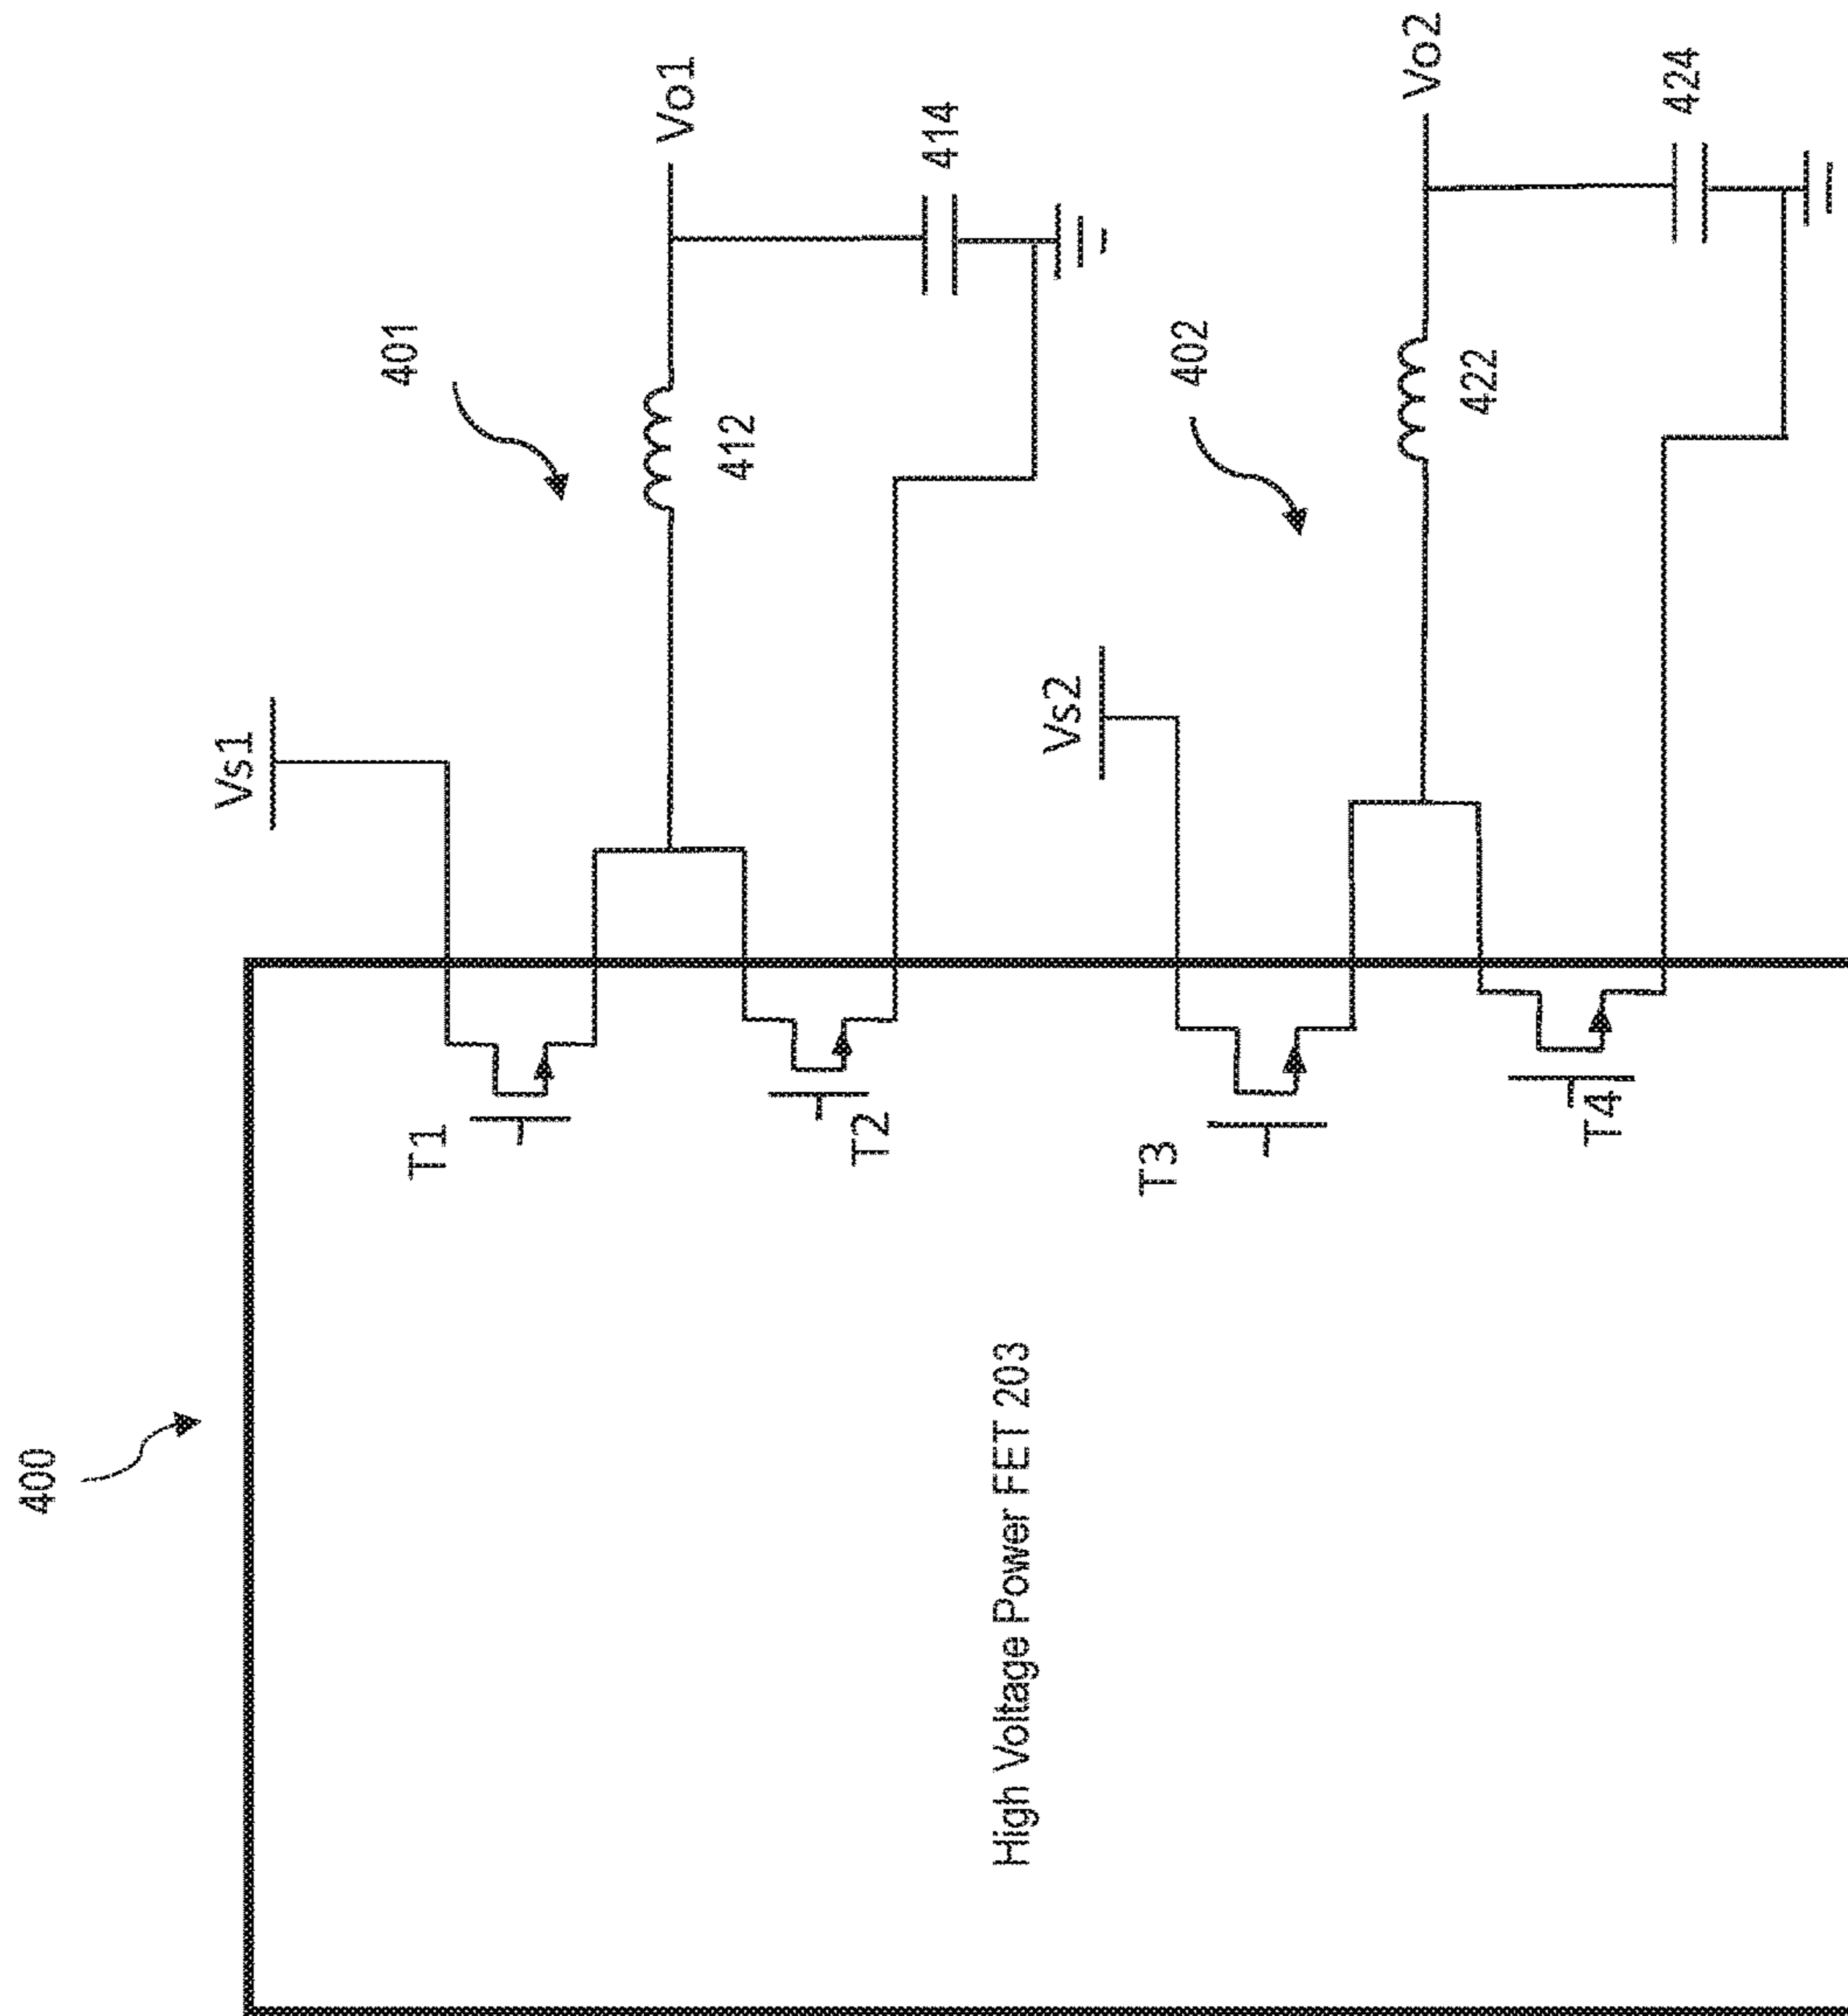 400
Vs1
401
Vo1
T1
412
414
T2
High Voltage Power FET 203
Vs2
402
Vo2
T3
422
424
T4